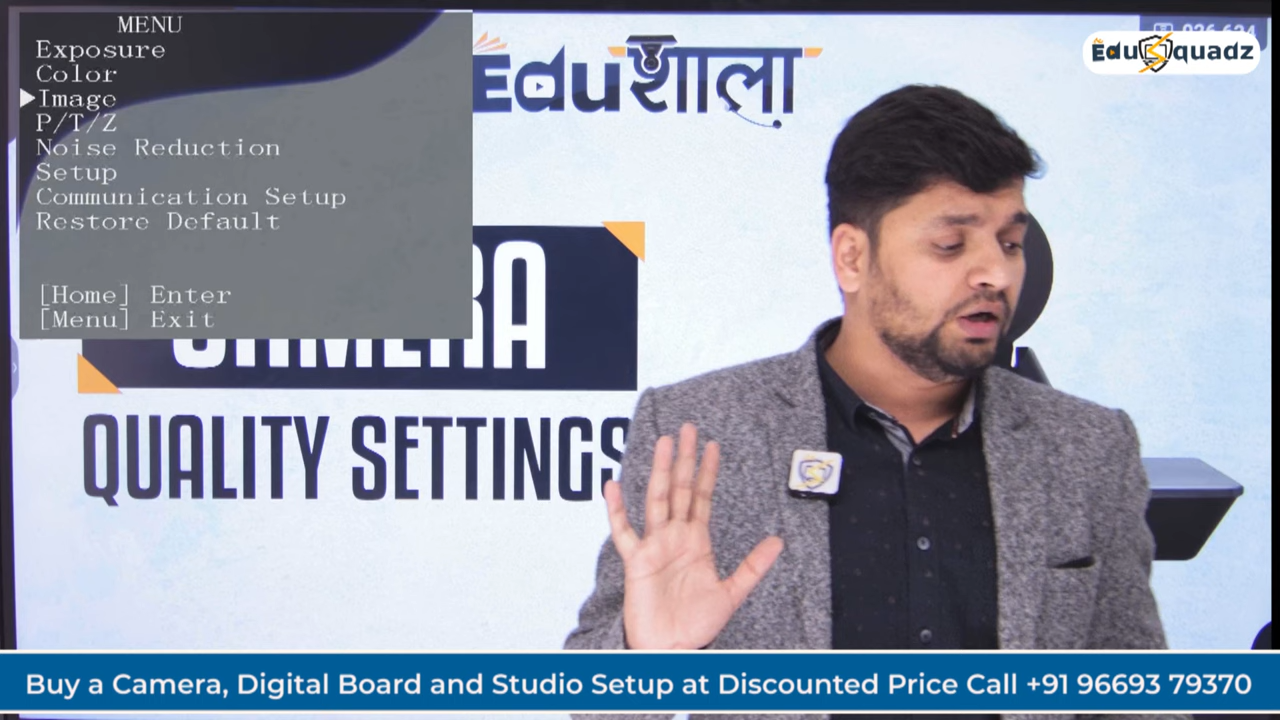 MENU
Exposure
Color
Image
P/T/Z
Noise Reduction
Setup
Communication Setup
Restore Default
[Home] Enter
[Menu] Exit
Eduशाला
EduSquadz
CAMERA
QUALITY SETTINGS
Buy a Camera, Digital Board and Studio Setup at Discounted Price Call +91 96693 79370